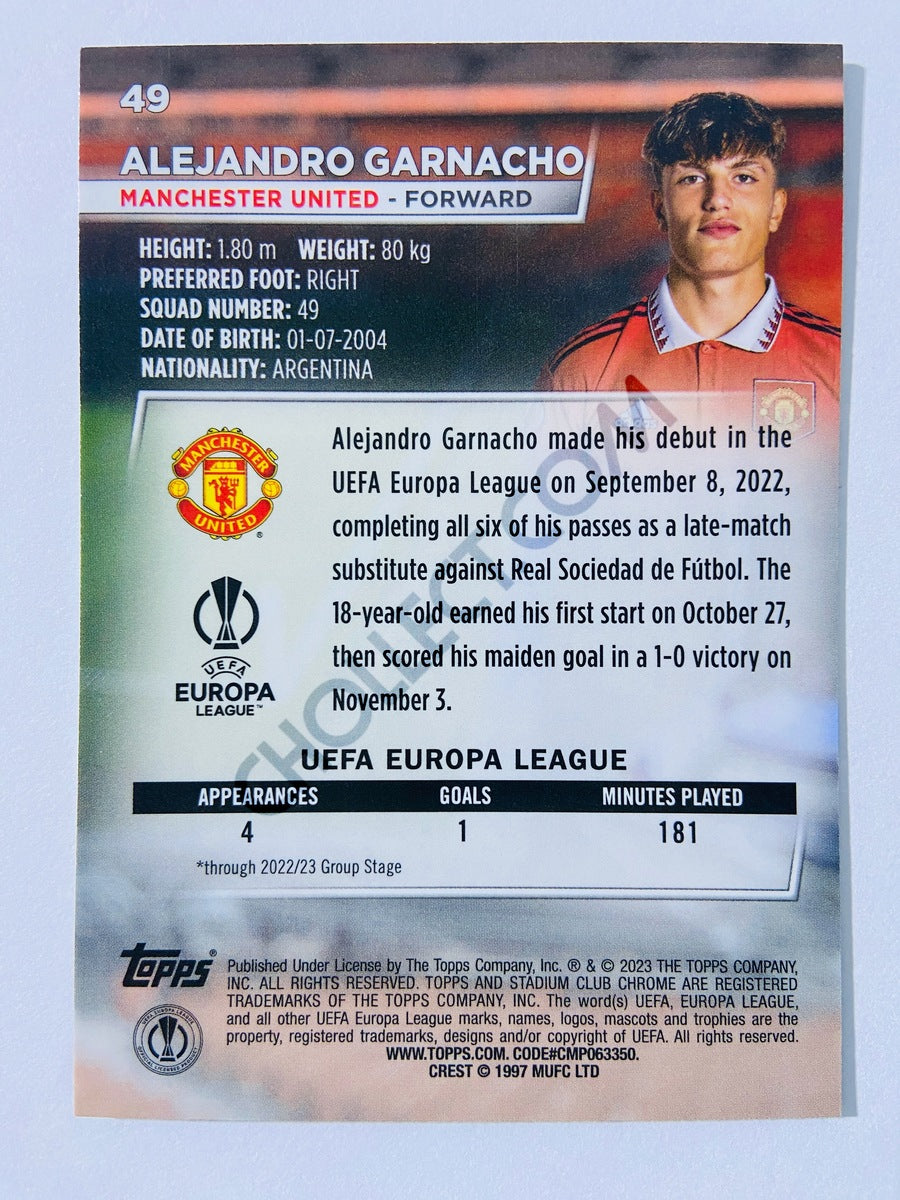 49
ALEJANDRO GARNACHO
MANCHESTER UNITED - FORWARD
HEIGHT: 1.80 m WEIGHT: 80 kg
PREFERRED FOOT: RIGHT
SQUAD NUMBER: 49
DATE OF BIRTH: 01-07-2004
NATIONALITY: ARGENTINA
MANCHESTER
UNITED
®
UEFA
EUROPA
LEAGUE™
Alejandro Garnacho made his debut in the
UEFA Europa League on September 8, 2022,
completing all six of his passes as a late-match
substitute against Real Sociedad de Fútbol. The
18-year-old earned his first start on October 27,
then scored his maiden goal in a 1-0 victory on
November 3.
CHOLLECT.COM
UEFA EUROPA LEAGUE
APPEARANCES GOALS MINUTES PLAYED
4 1 181
*through 2022/23 Group Stage
Topps®
UEFA EUROPA LEAGUE
OFFICIAL LICENSED PRODUCT
Published Under License by The Topps Company, Inc. ® & © 2023 THE TOPPS COMPANY,
INC. ALL RIGHTS RESERVED. TOPPS AND STADIUM CLUB CHROME ARE REGISTERED
TRADEMARKS OF THE TOPPS COMPANY, INC. The word(s) UEFA, EUROPA LEAGUE,
and all other UEFA Europa League marks, names, logos, mascots and trophies are the
property, registered trademarks, designs and/or copyright of UEFA. All rights reserved.
WWW.TOPPS.COM. CODE#CMP063350.
CREST © 1997 MUFC LTD